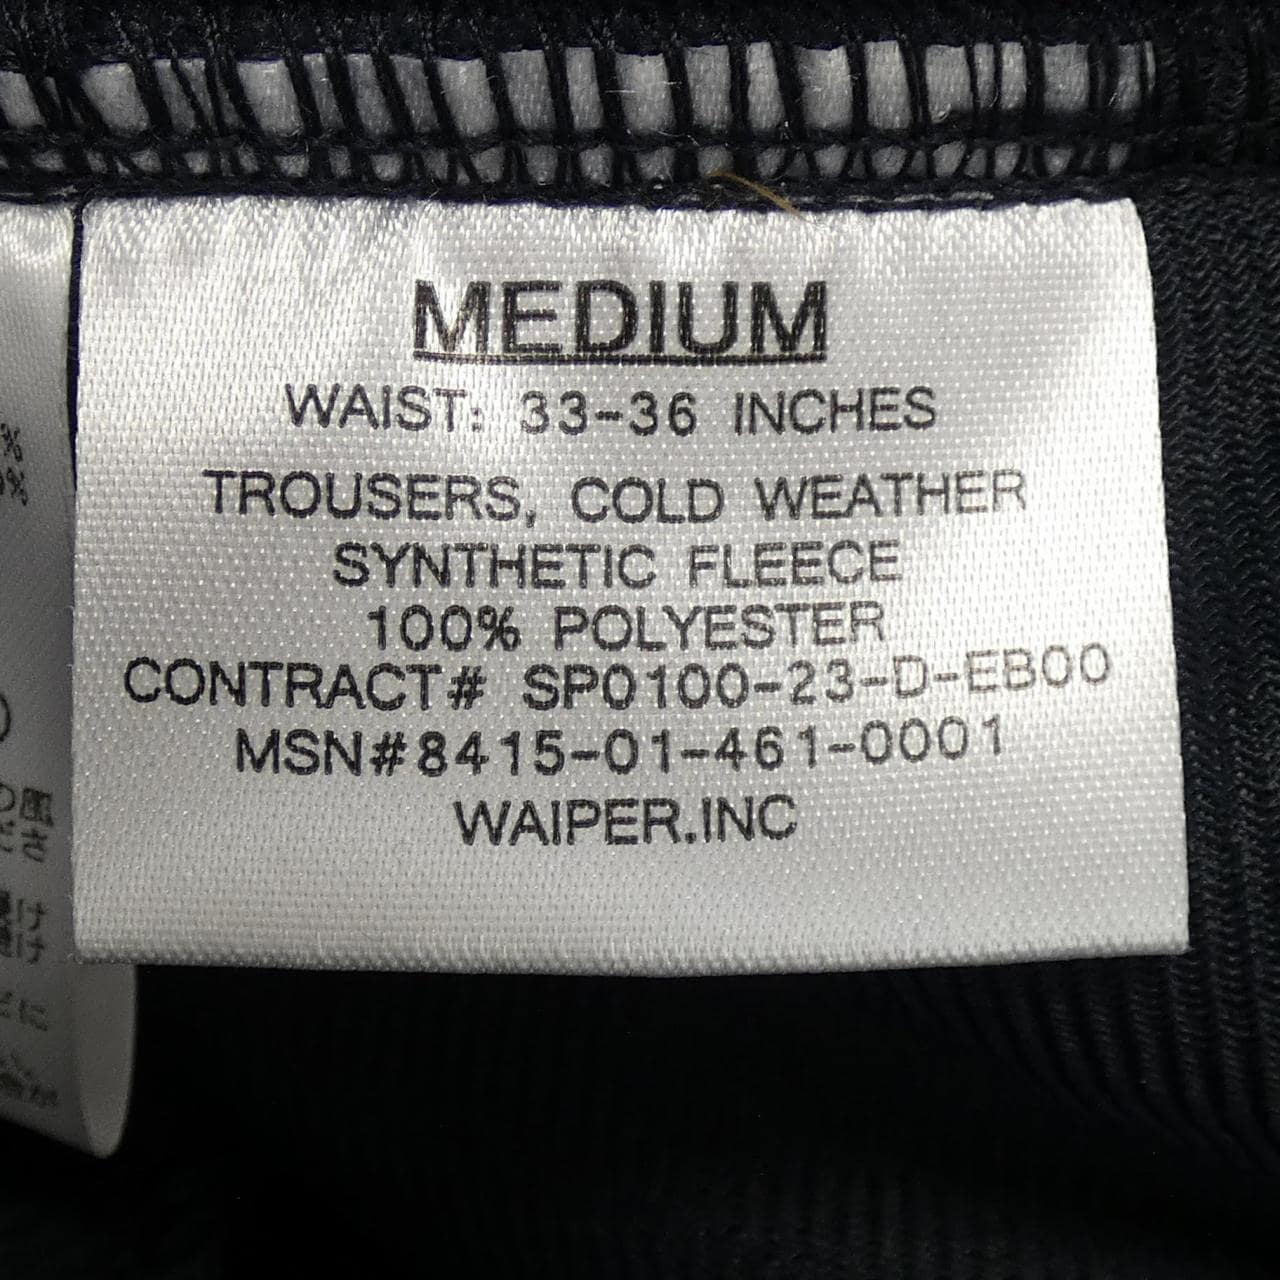 MEDIUM
WAIST: 33-36 INCHES
TROUSERS, COLD WEATHER
SYNTHETIC FLEECE
100% POLYESTER
CONTRACT# SP0100-23-D-EB00
MSN#8415-01-461-0001
WAIPER.INC
%
%